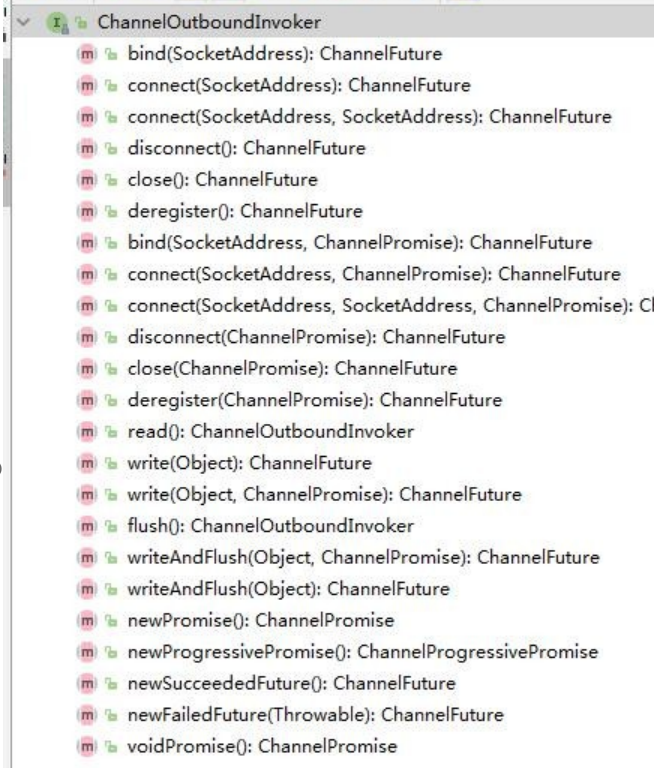 ChannelOutboundInvoker
bind(SocketAddress): ChannelFuture
connect(SocketAddress): ChannelFuture
connect(SocketAddress, SocketAddress): ChannelFuture
disconnect(): ChannelFuture
close(): ChannelFuture
deregister(): ChannelFuture
bind(SocketAddress, ChannelPromise): ChannelFuture
connect(SocketAddress, ChannelPromise): ChannelFuture
connect(SocketAddress, SocketAddress, ChannelPromise):
disconnect(ChannelPromise): ChannelFuture
close(ChannelPromise): ChannelFuture
deregister(ChannelPromise): ChannelFuture
read(): ChannelOutboundInvoker
write(Object): ChannelFuture
write(Object, ChannelPromise): ChannelFuture
flush(): ChannelOutboundInvoker
writeAndFlush(Object, ChannelPromise): ChannelFuture
writeAndFlush(Object): ChannelFuture
newPromise(): ChannelPromise
newProgressivePromise(): ChannelProgressivePromise
newSucceededFuture(): ChannelFuture
newFailedFuture(Throwable): ChannelFuture
voidPromise(): ChannelPromise